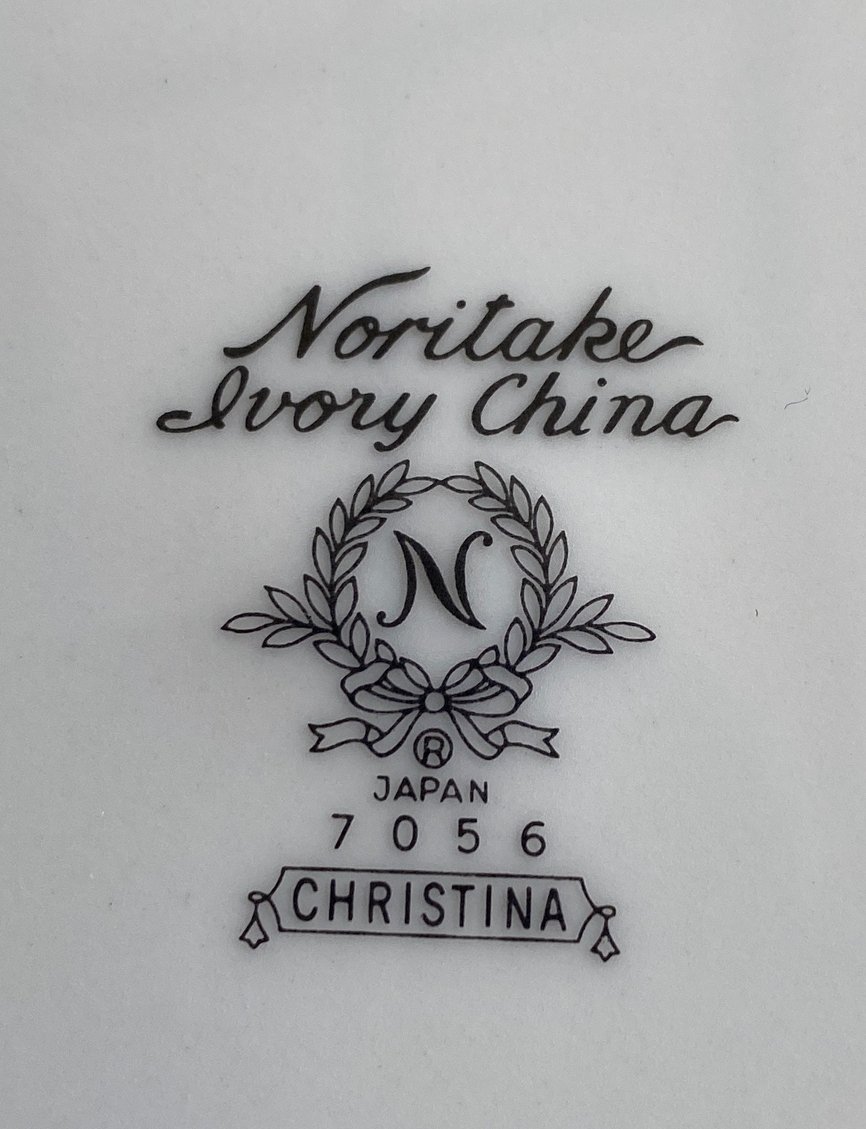 Noritake
Ivory China
N
®
JAPAN
7056
CHRISTINA